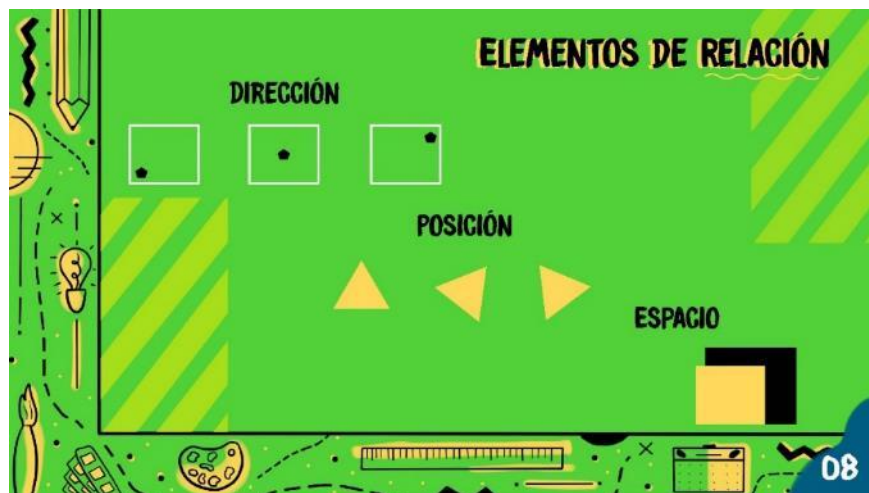 ELEMENTOS DE RELACIÓN
DIRECCIÓN
POSICIÓN
ESPACIO
08